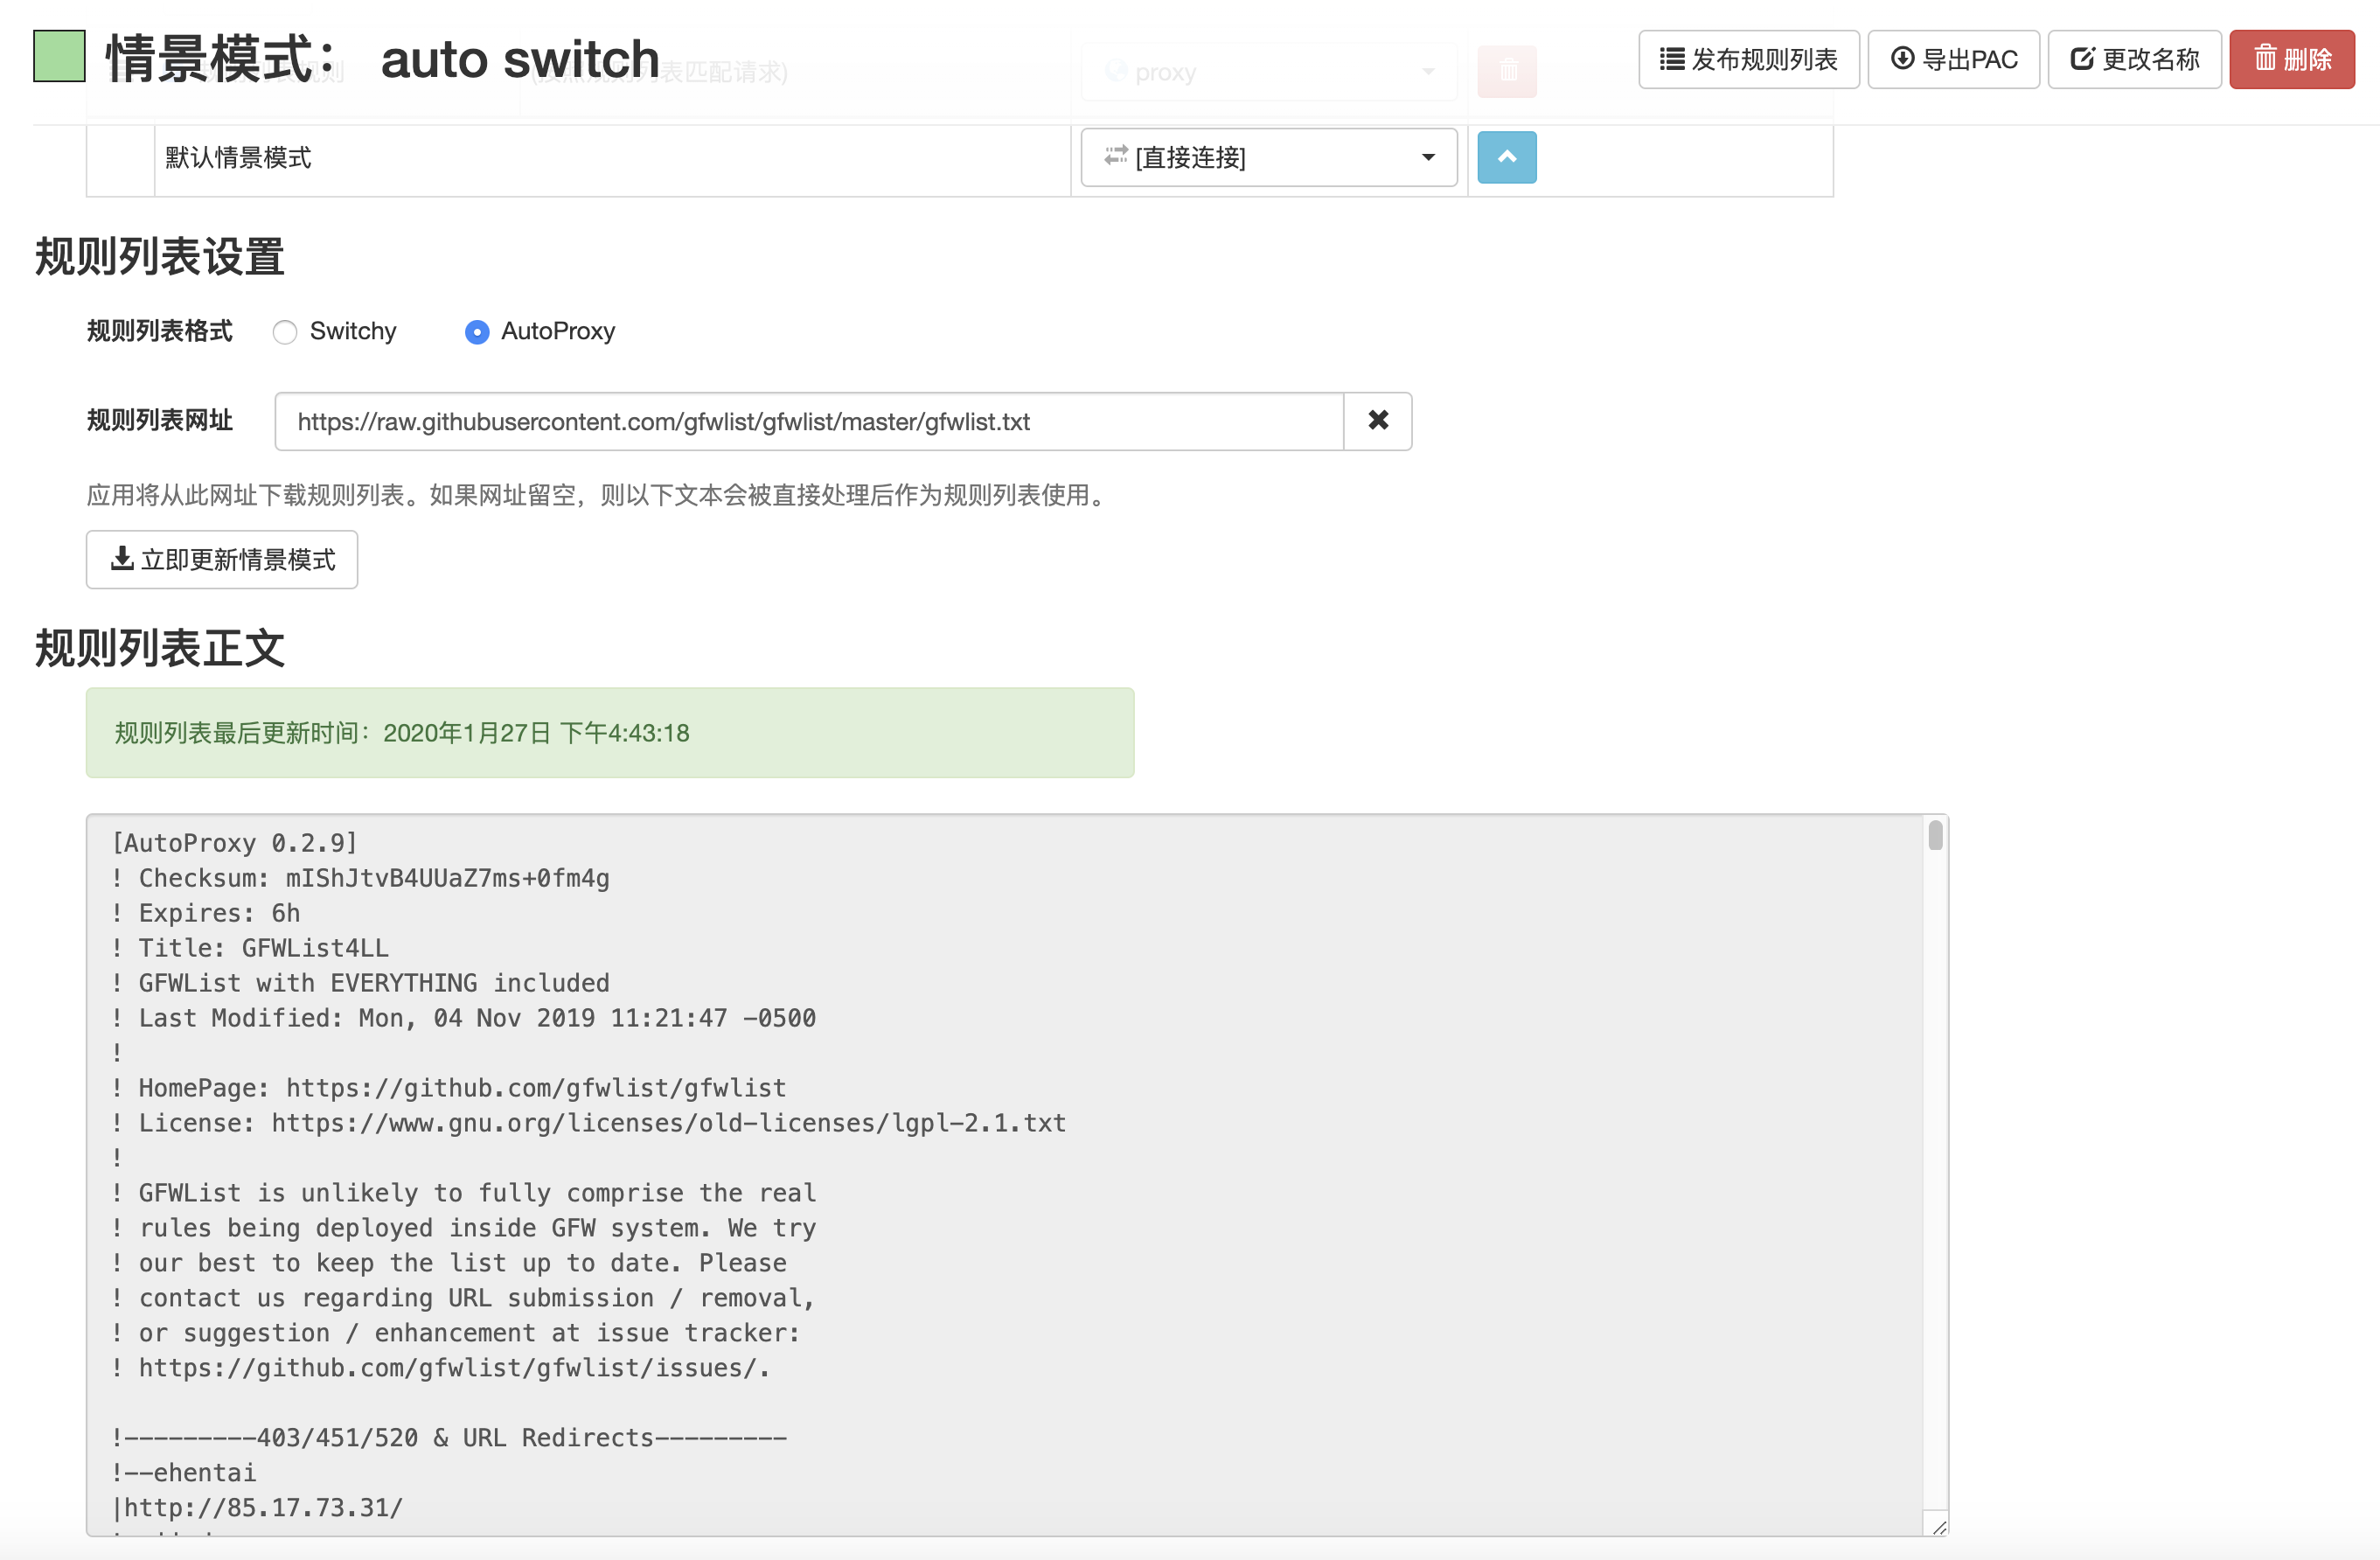 情景模式： auto switch
发布规则列表
导出PAC
更改名称
删除
(按照规则列表匹配请求)
proxy
默认情景模式
[直接连接]
规则列表设置
规则列表格式
Switchy
AutoProxy
规则列表网址
https://raw.githubusercontent.com/gfwlist/gfwlist/master/gfwlist.txt
应用将从此网址下载规则列表。如果网址留空，则以下文本会被直接处理后作为规则列表使用。
立即更新情景模式
规则列表正文
规则列表最后更新时间：2020年1月27日 下午4:43:18
[AutoProxy 0.2.9]
! Checksum: mIShJtvB4UUaZ7ms+0fm4g
! Expires: 6h
! Title: GFWList4LL
! GFWList with EVERYTHING included
! Last Modified: Mon, 04 Nov 2019 11:21:47 -0500
!
! HomePage: https://github.com/gfwlist/gfwlist
! License: https://www.gnu.org/licenses/old-licenses/lgpl-2.1.txt
!
! GFWList is unlikely to fully comprise the real
! rules being deployed inside GFW system. We try
! our best to keep the list up to date. Please
! contact us regarding URL submission / removal,
! or suggestion / enhancement at issue tracker:
! https://github.com/gfwlist/gfwlist/issues/.
!---------403/451/520 & URL Redirects---------
!--ehentai
|http://85.17.73.31/